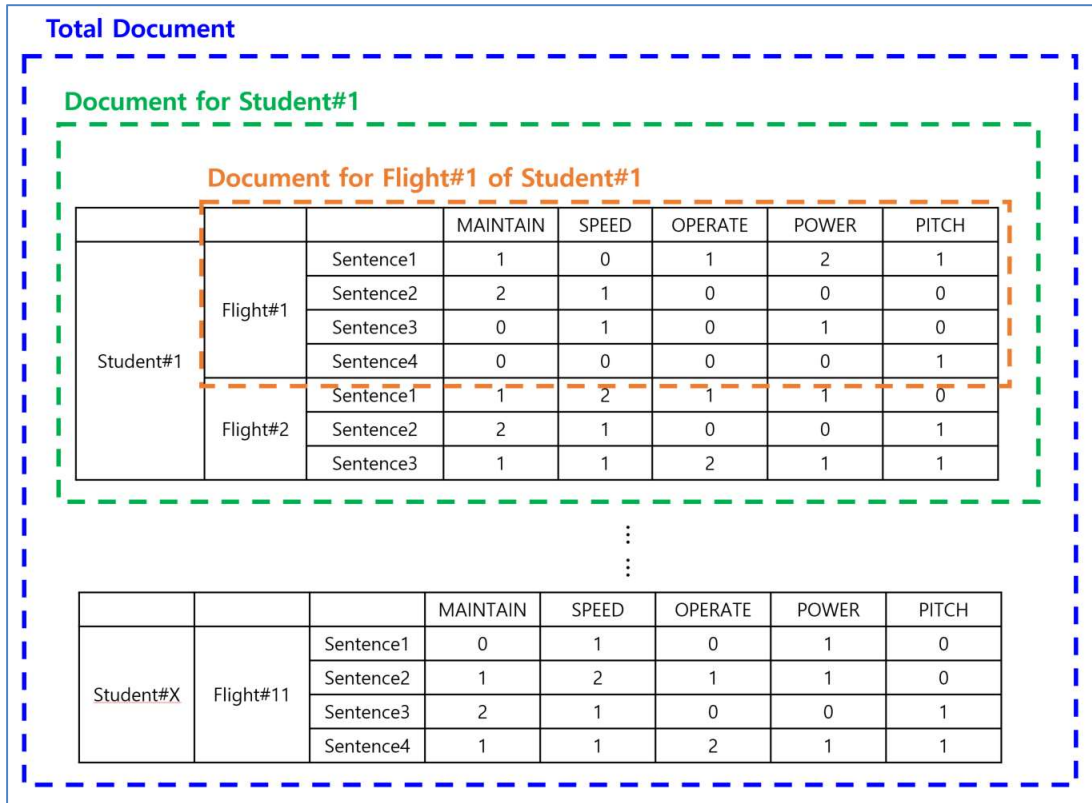 Total Document
Document for Student#1
Document for Flight#1 of Student#1
MAINTAIN SPEED OPERATE POWER PITCH
Sentence1 1 0 1 2 1
Sentence2 2 1 0 0 0
Flight#1
Sentence3 0 1 0 1 0
Student#1 Sentence4 0 0 0 0 1
Sentence1 1 2 1 1 0
Flight#2 Sentence2 2 1 0 0 1
Sentence3 1 1 2 1 1
⋮
⋮
MAINTAIN SPEED OPERATE POWER PITCH
Sentence1 0 1 0 1 0
Sentence2 1 2 1 1 0
Student#X Flight#11
Sentence3 2 1 0 0 1
Sentence4 1 1 2 1 1